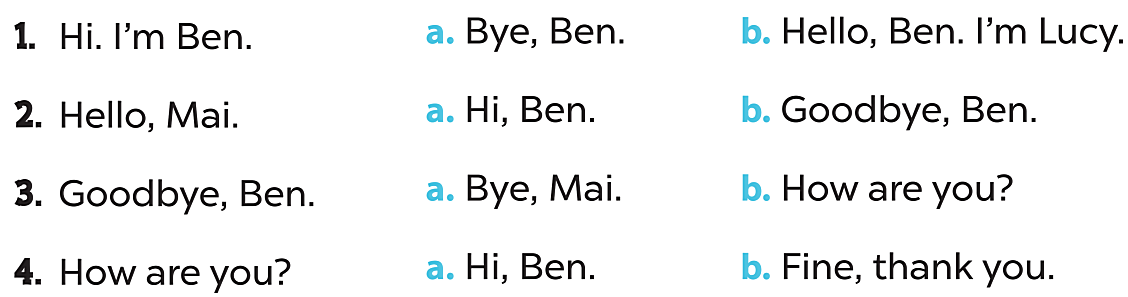 1. Hi. I'm Ben. a. Bye, Ben. b. Hello, Ben. I'm Lucy.
2. Hello, Mai. a. Hi, Ben. b. Goodbye, Ben.
3. Goodbye, Ben. a. Bye, Mai. b. How are you?
4. How are you? a. Hi, Ben. b. Fine, thank you.